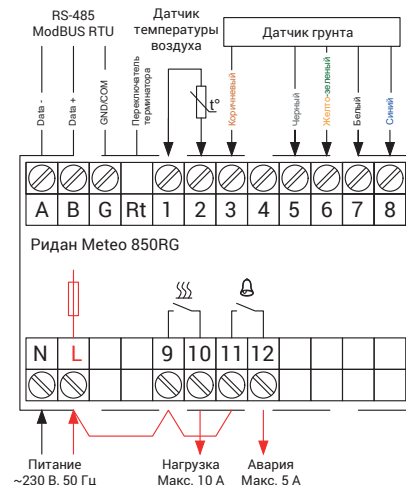 RS-485
ModBUS RTU
Датчик
температуры
воздуха
Датчик грунта
Data -
Data +
GND/COM
Переключатель
терминатора
t°
Коричневый
Черный
Желто-зеленый
Белый
Синий
A B G Rt 1 2 3 4 5 6 7 8
Ридан Meteo 850RG
N L 9 10 11 12
Питание
~230 В, 50 Гц
Нагрузка
Макс. 10 А
Авария
Макс. 5 А